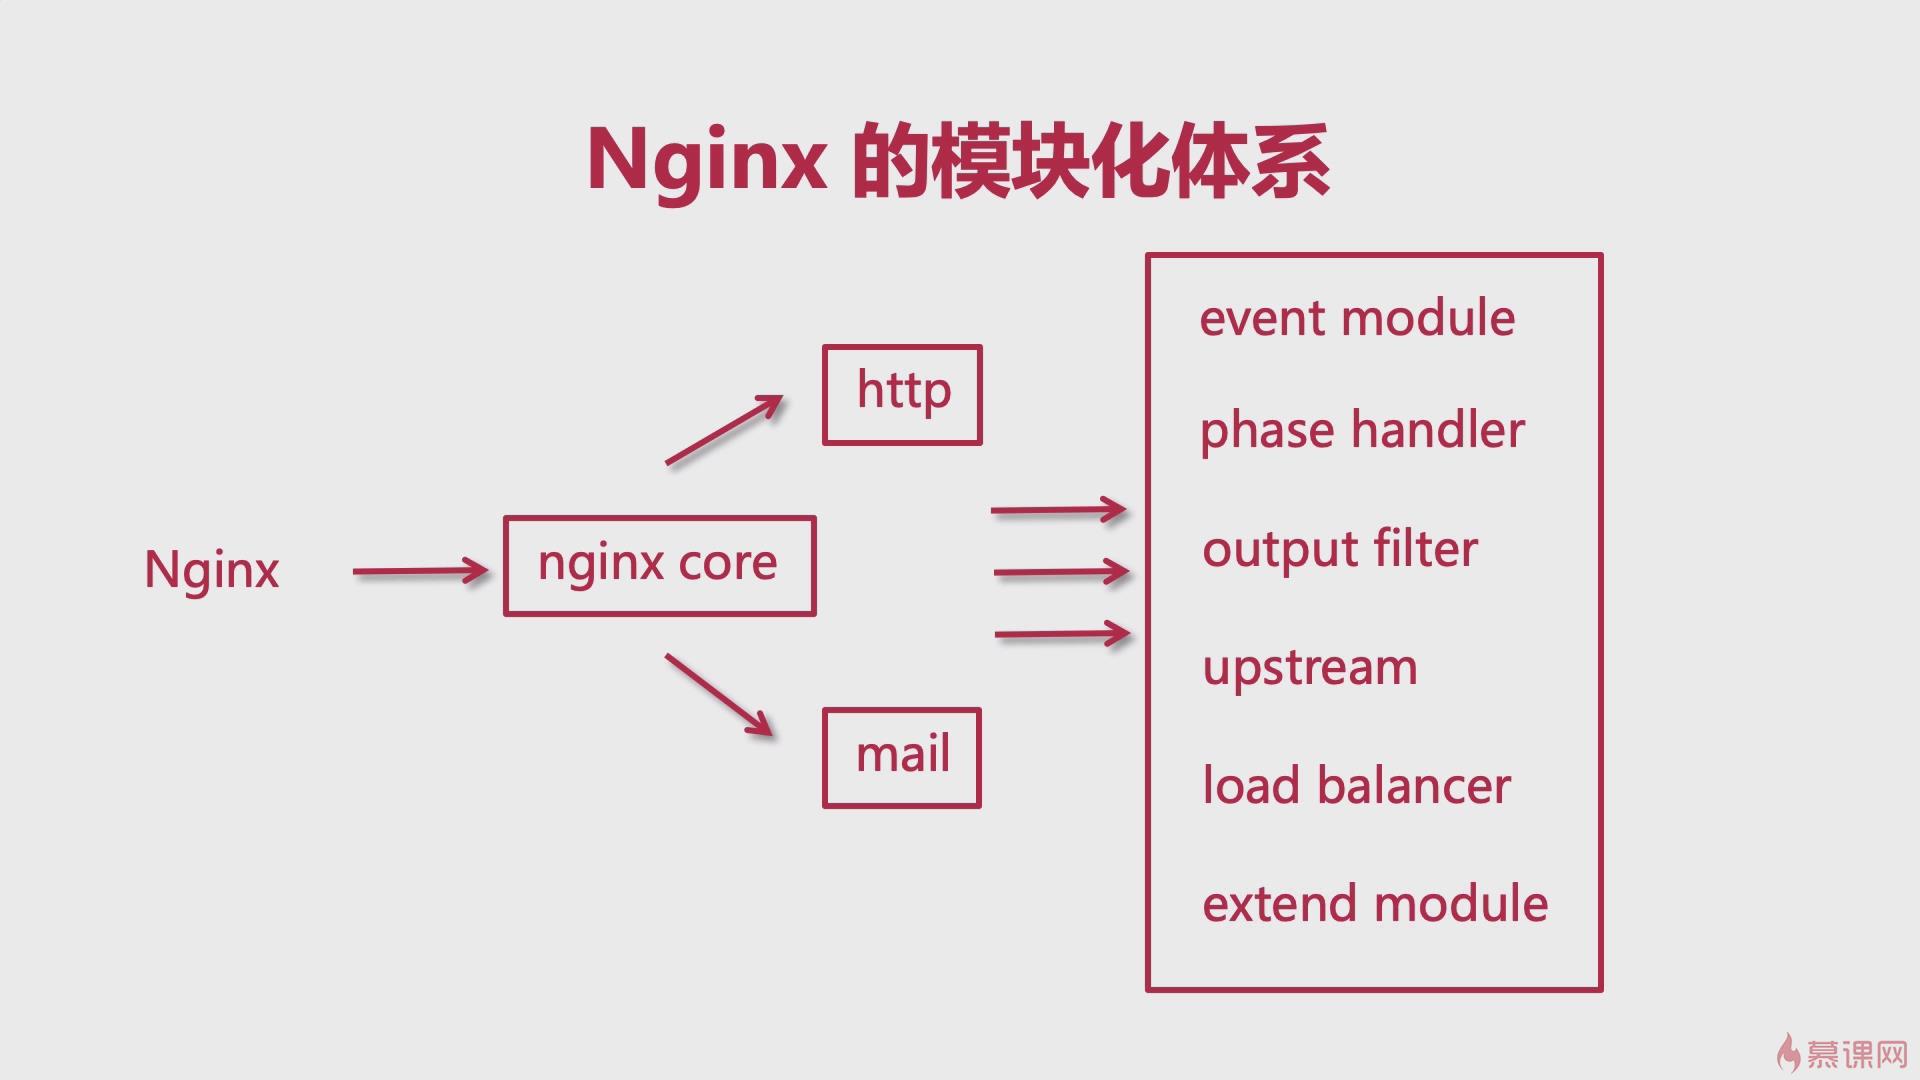 Nginx 的模块化体系
Nginx
nginx core
http
mail
event module
phase handler
output filter
upstream
load balancer
extend module
慕课网